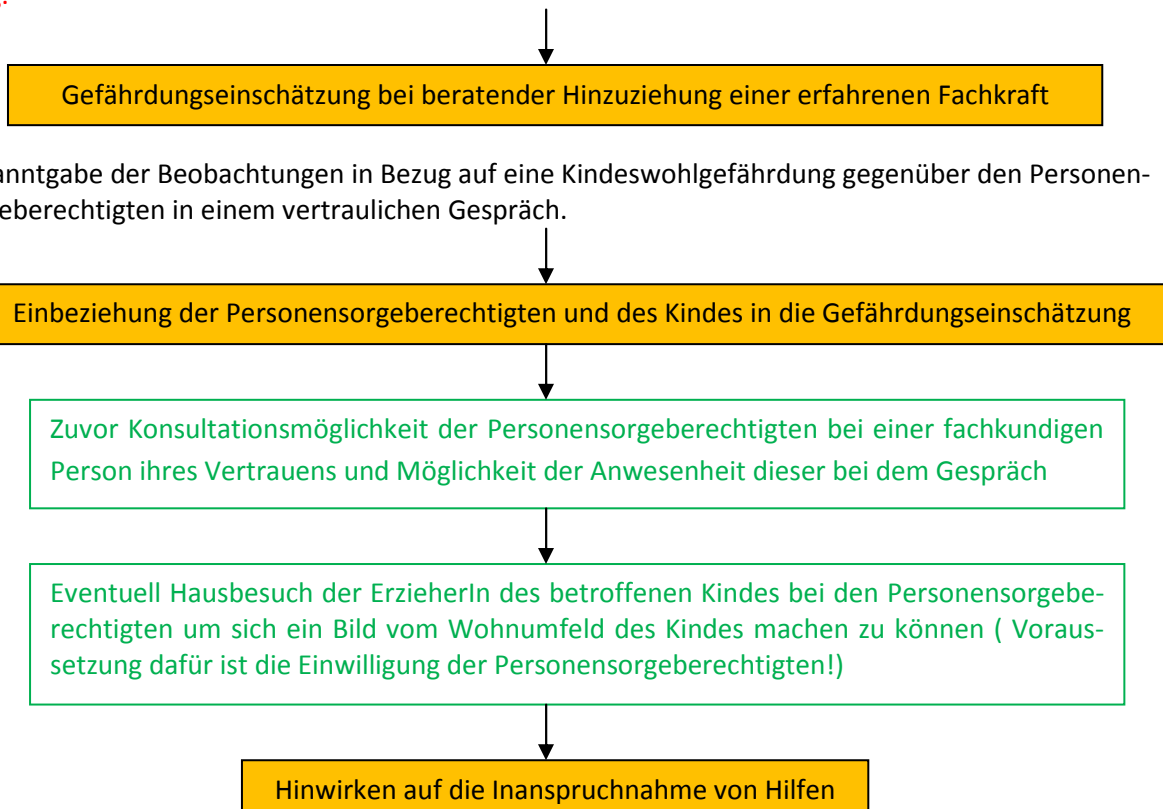 Gefährdungseinschätzung bei beratender Hinzuziehung einer erfahrenen Fachkraft
anntgabe der Beobachtungen in Bezug auf eine Kindeswohlgefährdung gegenüber den Personen-
eberechtigten in einem vertraulichen Gespräch.
Einbeziehung der Personensorgeberechtigten und des Kindes in die Gefährdungseinschätzung
Zuvor Konsultationsmöglichkeit der Personensorgeberechtigten bei einer fachkundigen
Person ihres Vertrauens und Möglichkeit der Anwesenheit dieser bei dem Gespräch
Eventuell Hausbesuch der ErzieherIn des betroffenen Kindes bei den Personensorgebe-
rechtigten um sich ein Bild vom Wohnumfeld des Kindes machen zu können ( Voraus-
setzung dafür ist die Einwilligung der Personensorgeberechtigten!)
Hinwirken auf die Inanspruchnahme von Hilfen